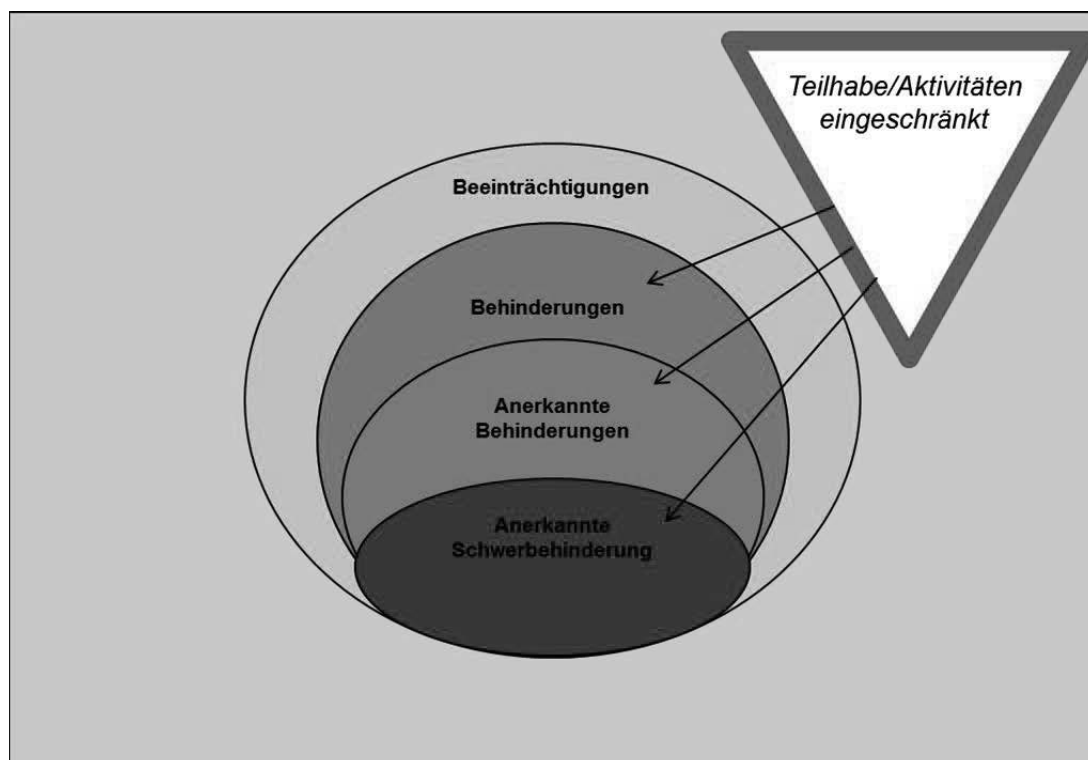 Teilhabe/Aktivitäten
eingeschränkt
Beeinträchtigungen
Behinderungen
Anerkannte
Behinderungen
Anerkannte
Schwerbehinderung